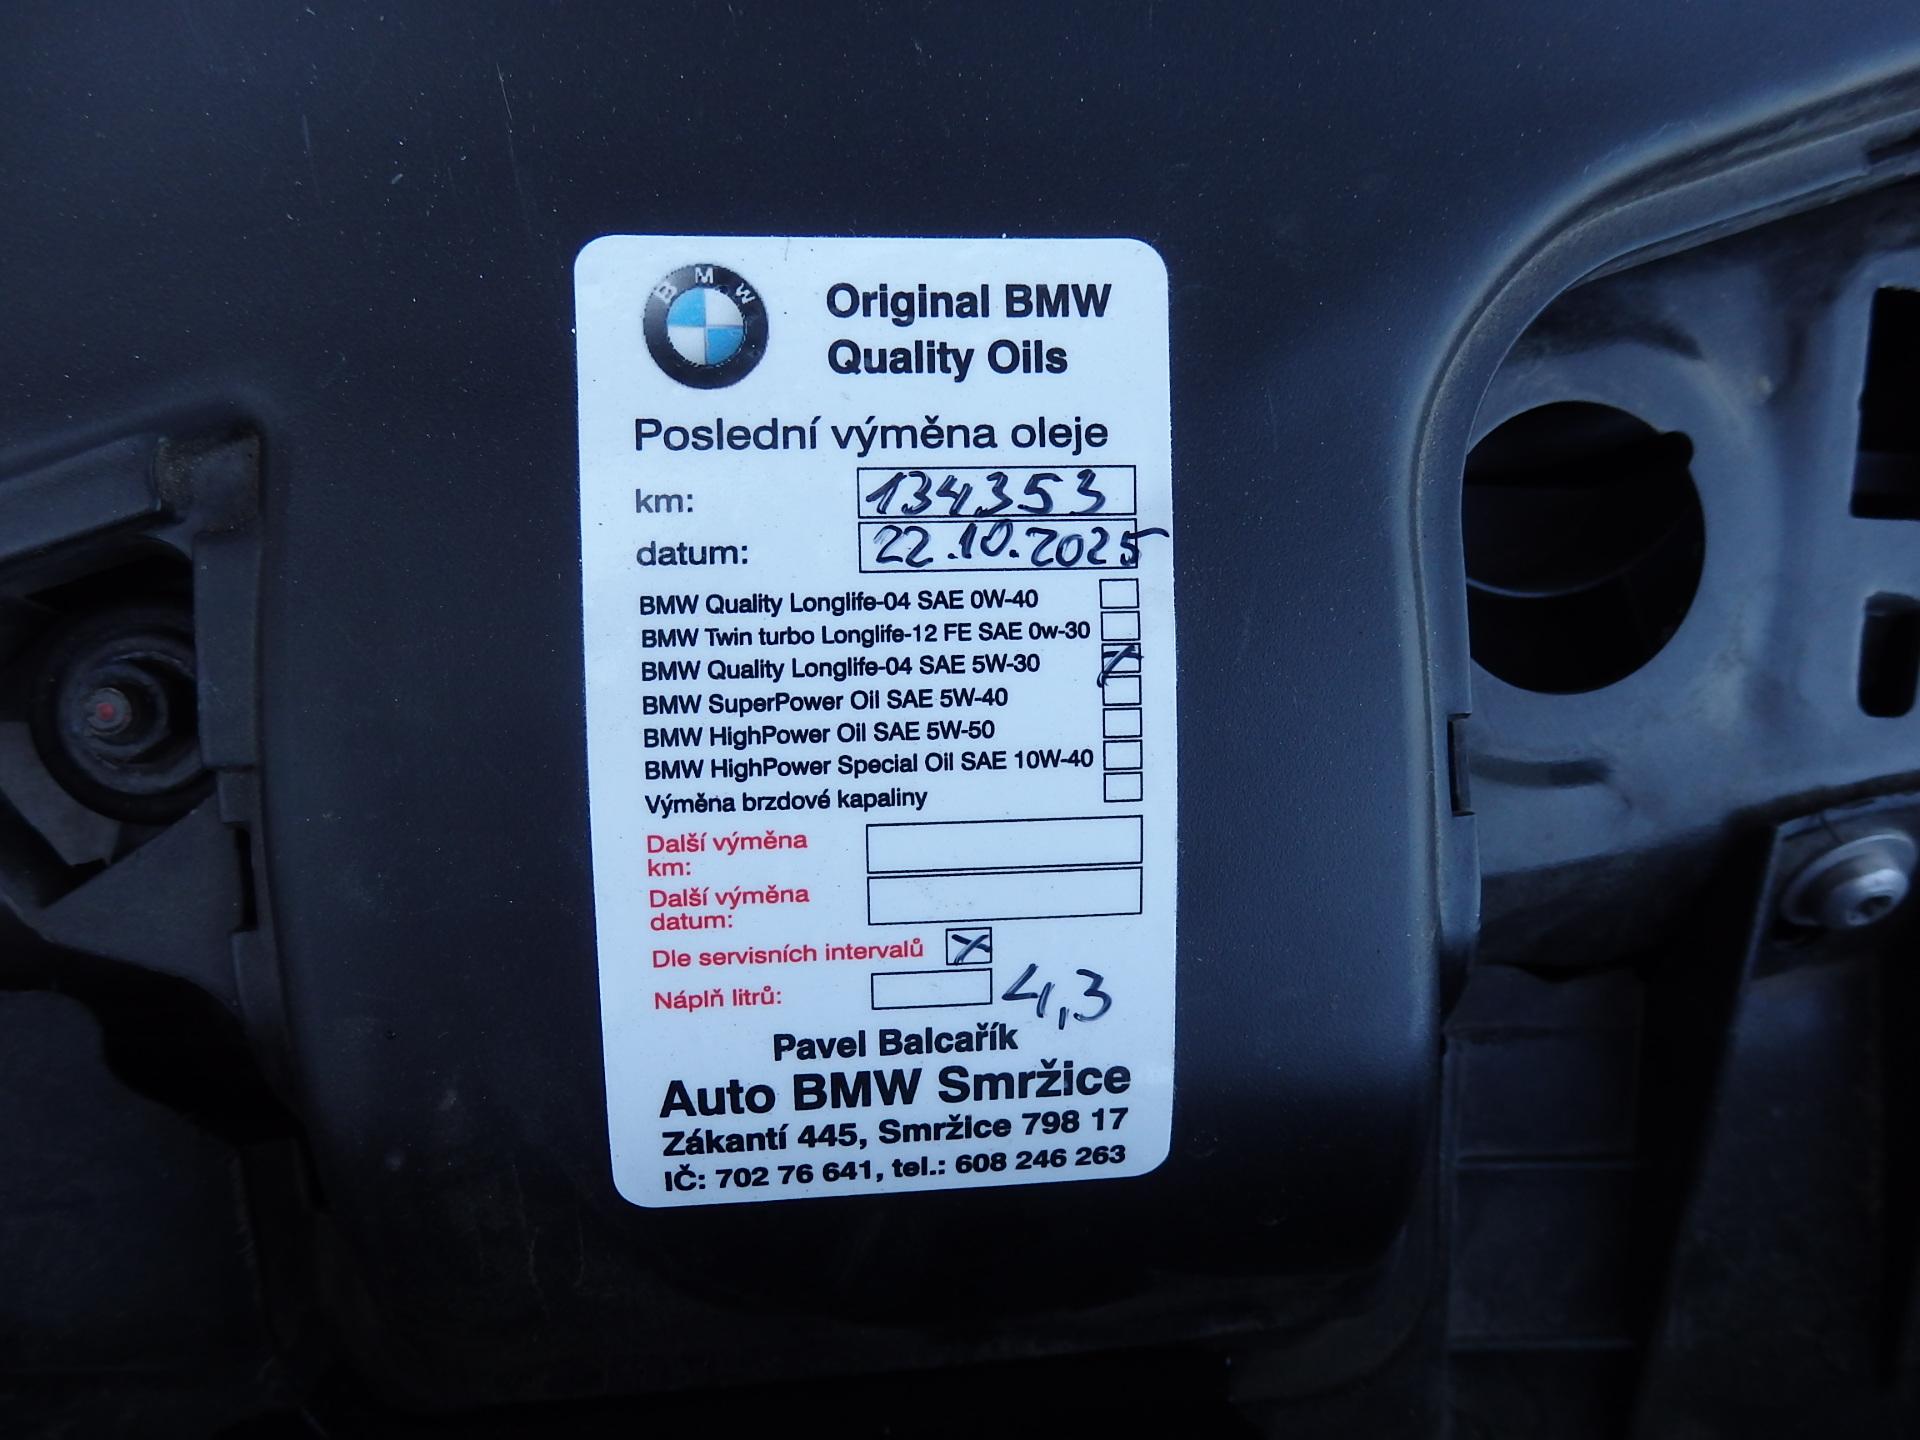 BMW
Original BMW
Quality Oils
Poslední výměna oleje
km: 134353
datum: 22.10.2025
BMW Quality Longlife-04 SAE 0W-40
BMW Twin turbo Longlife-12 FE SAE 0w-30
BMW Quality Longlife-04 SAE 5W-30 X
BMW SuperPower Oil SAE 5W-40
BMW HighPower Oil SAE 5W-50
BMW HighPower Special Oil SAE 10W-40
Výměna brzdové kapaliny
Další výměna
km:
Další výměna
datum:
Dle servisních intervalů X
Náplň litrů: 4,3
Pavel Balcařík
Auto BMW Smržice
Zákantí 445, Smržice 798 17
IČ: 702 76 641, tel.: 608 246 263